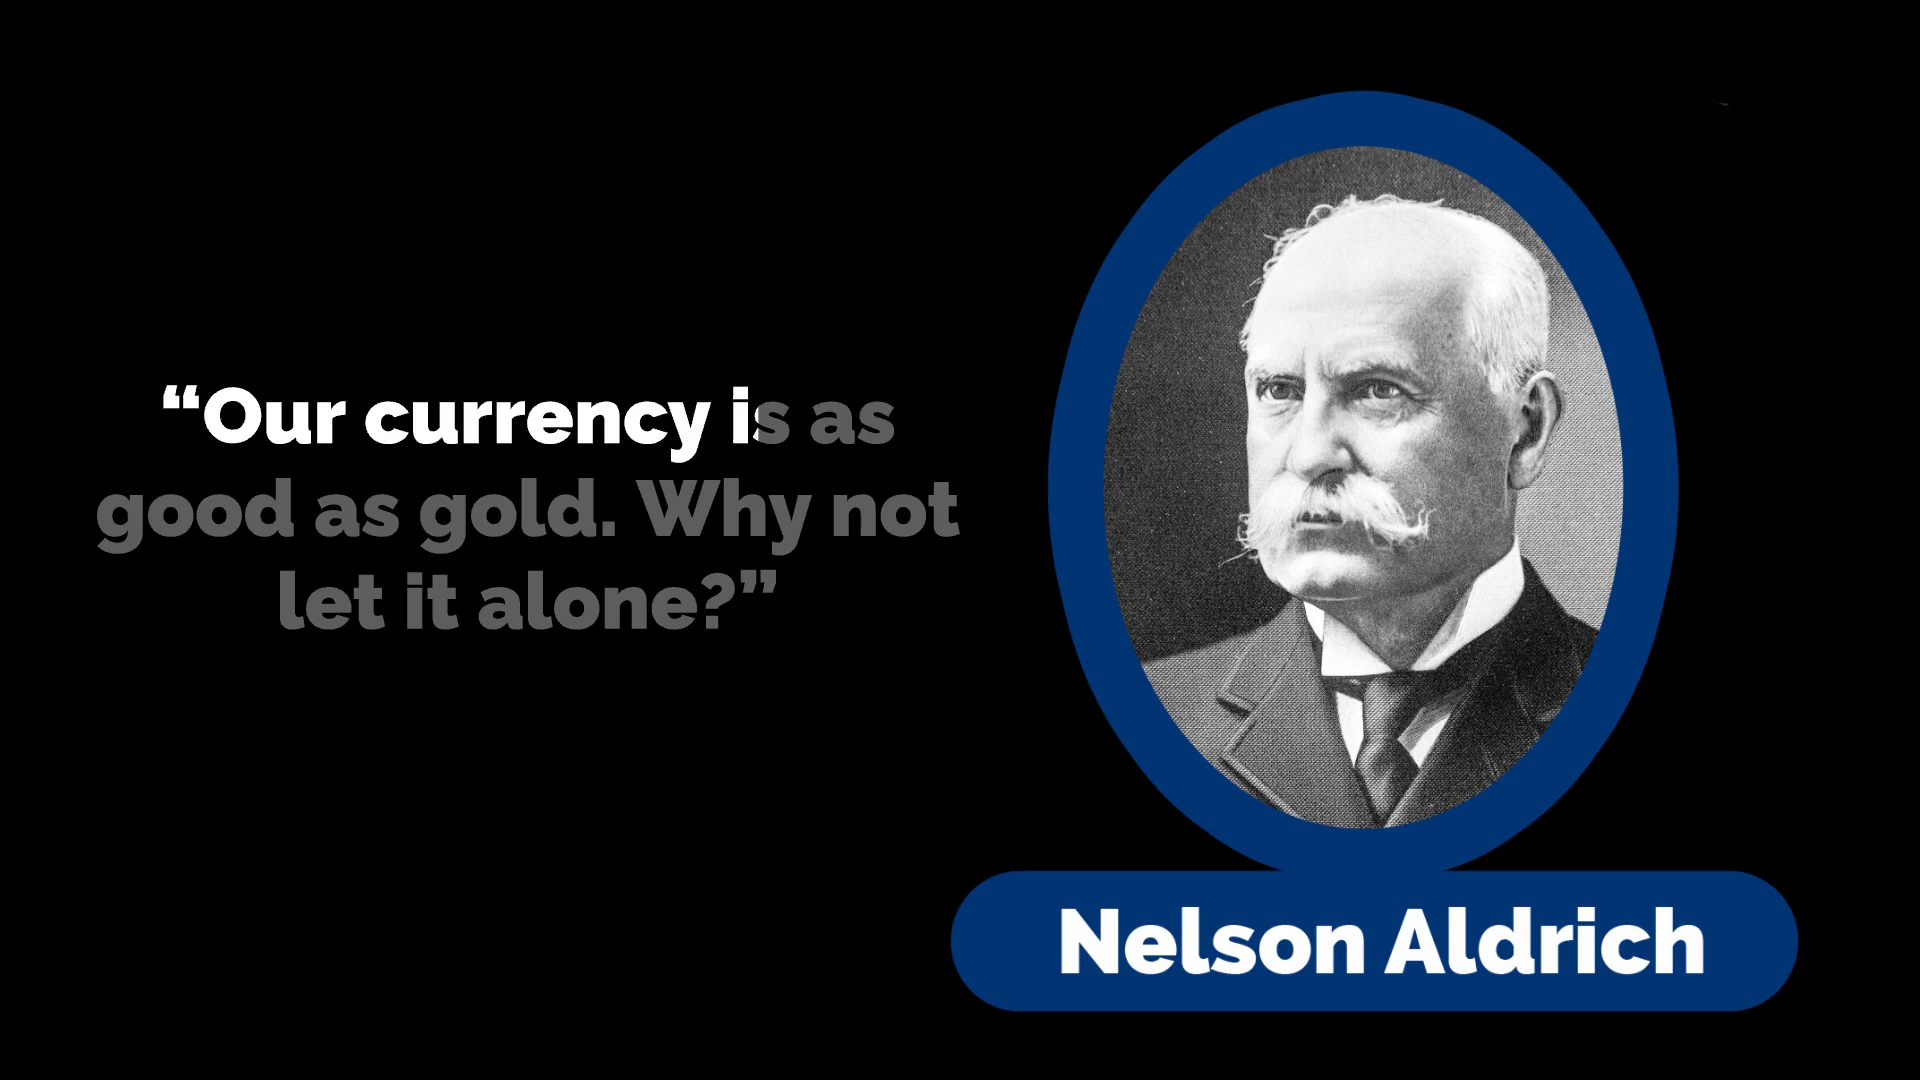 “Our currency is as
good as gold. Why not
let it alone?”
Nelson Aldrich